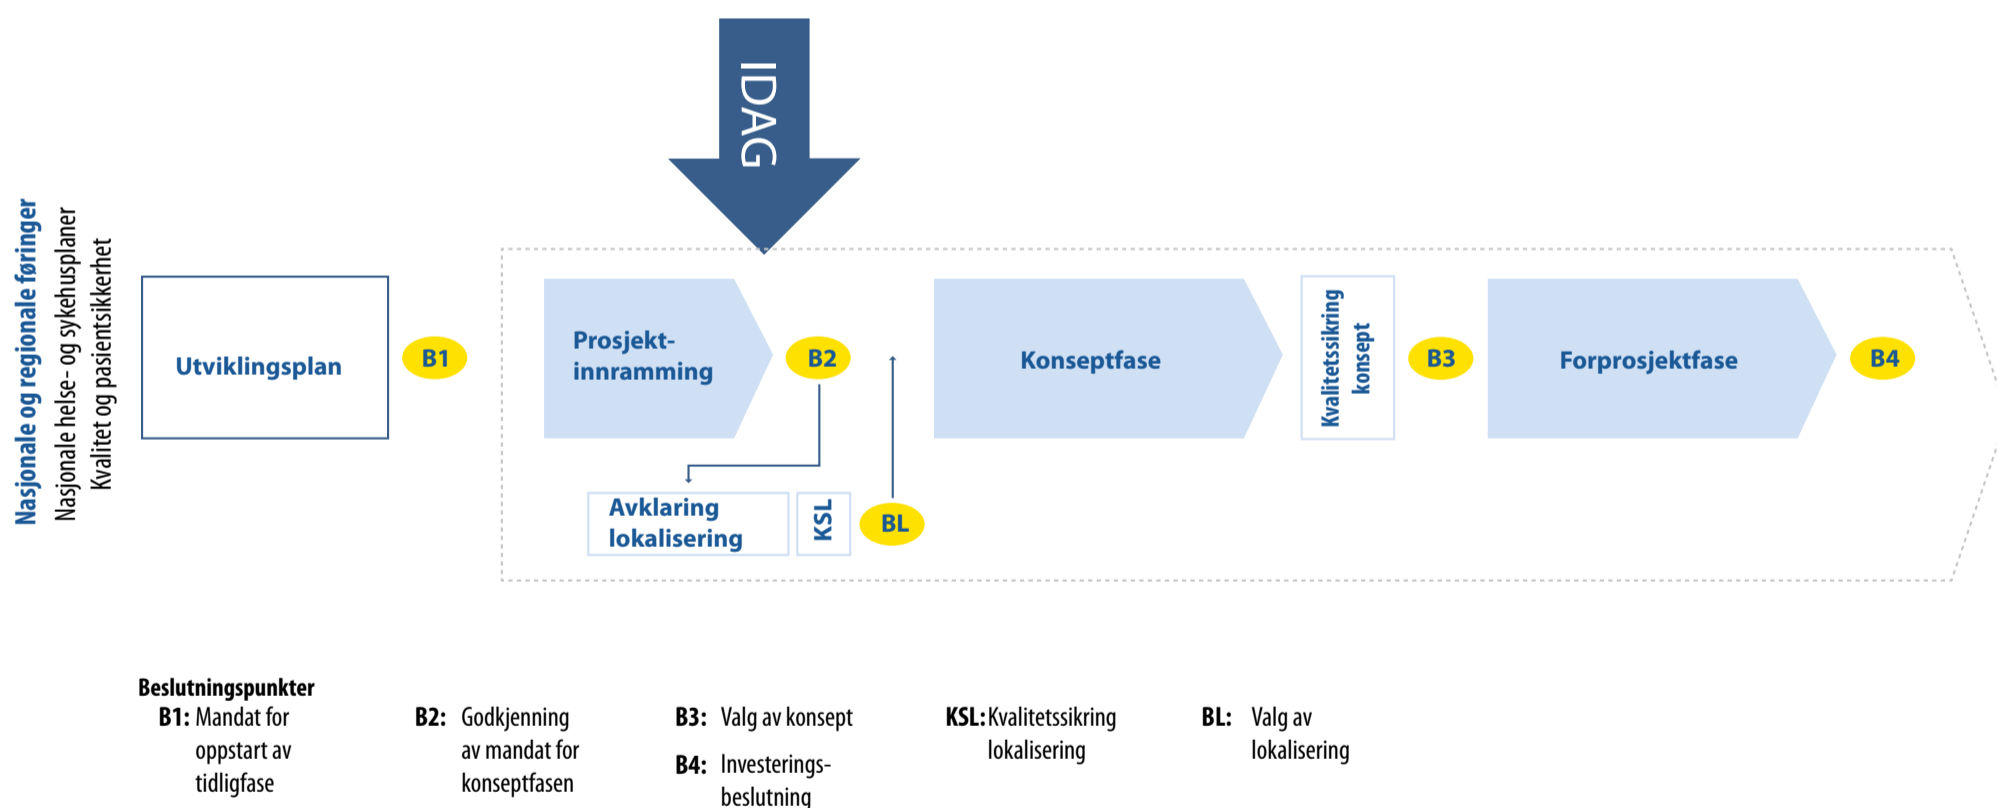 IDAG
Nasjonale og regionale føringer
Nasjonale helse- og sykehusplaner
Kvalitet og pasientsikkerhet
Utviklingsplan
B1
Prosjekt-
innramming
B2
Konseptfase
Kvalitetssikring
konsept
B3
Forprosjektfase
B4
Avklaring
lokalisering
KSL
BL
Beslutningspunkter
B1: Mandat for
oppstart av
tidligfase
B2: Godkjenning
av mandat for
konseptfasen
B3: Valg av konsept
B4: Investerings-
beslutning
KSL: Kvalitetssikring
lokalisering
BL: Valg av
lokalisering